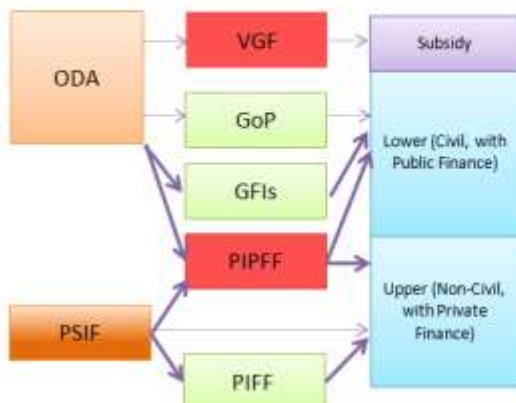 ODA
PSIF
VGF
GoP
GFIs
PIPFF
PIFF
Subsidy
Lower (Civil, with
Public Finance)
Upper (Non-Civil,
with Private
Finance)